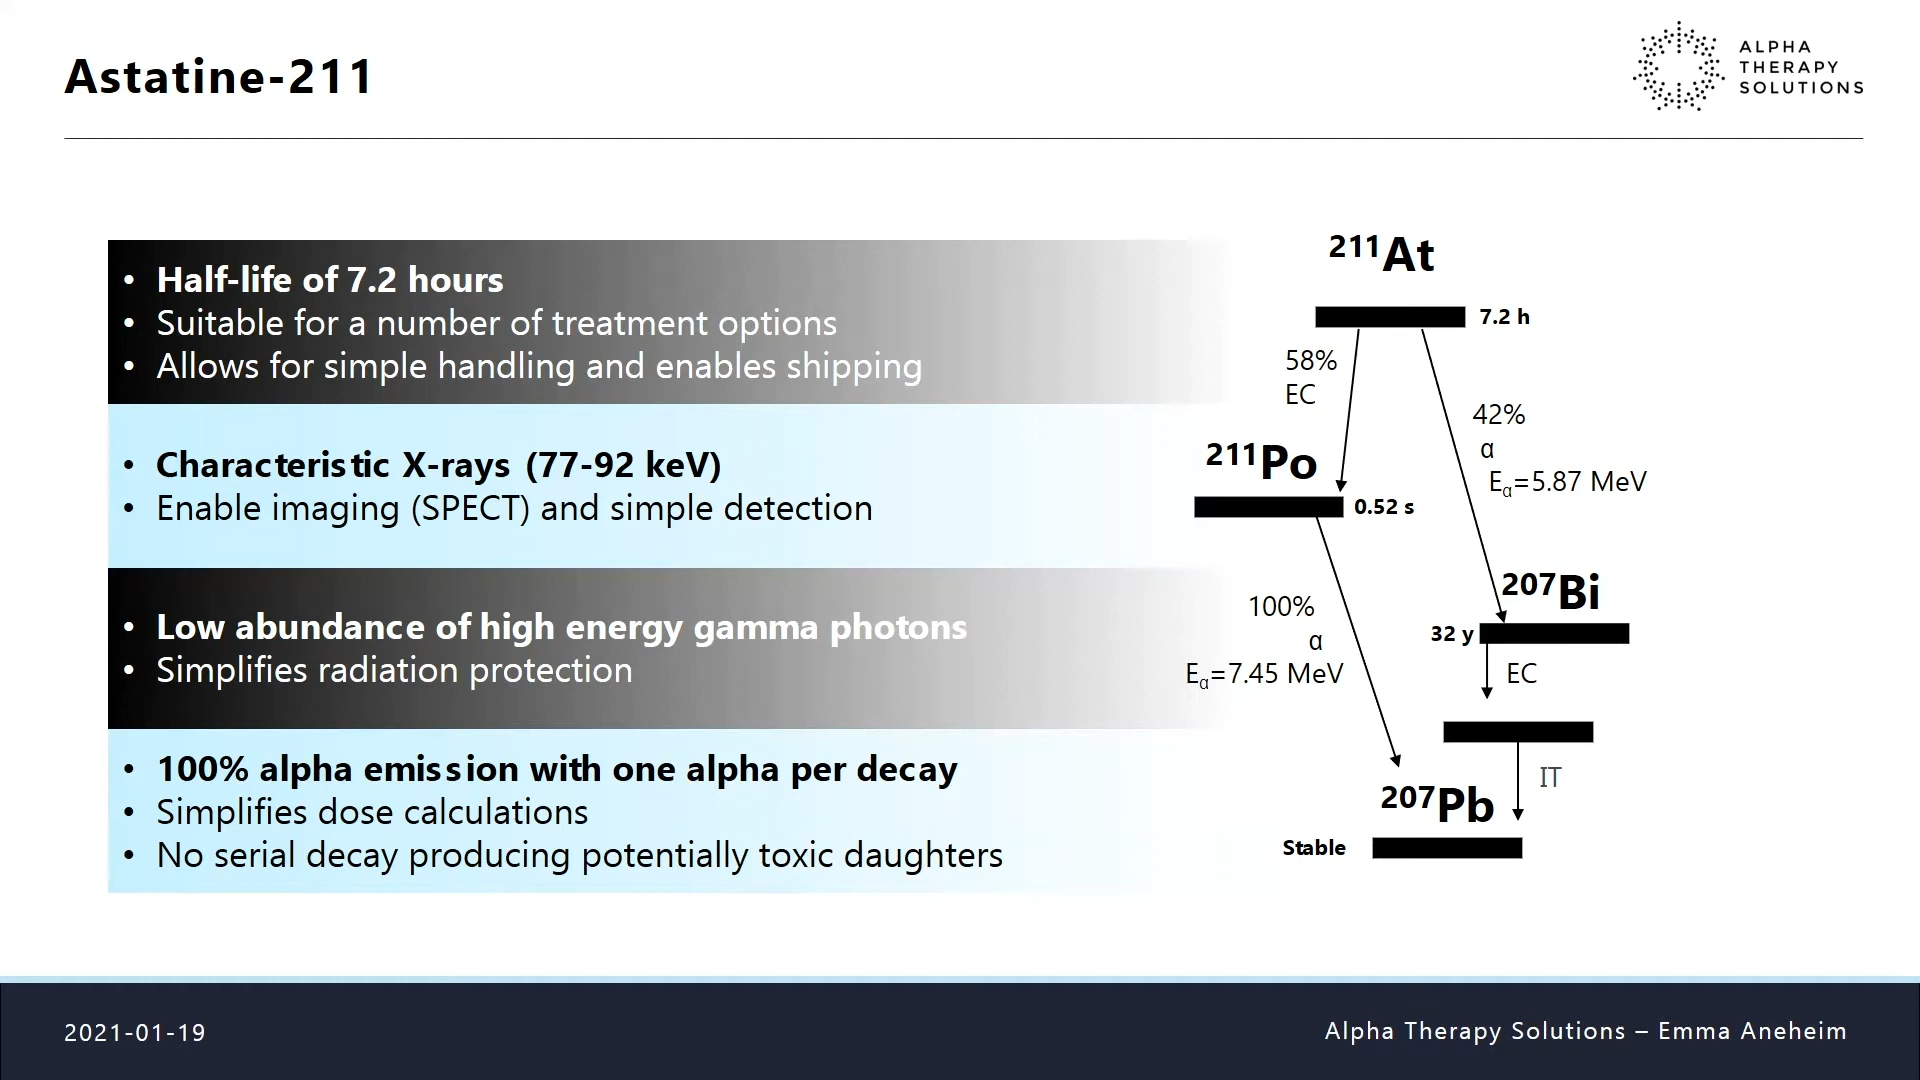 Astatine-211
ALPHA
THERAPY
SOLUTIONS
• Half-life of 7.2 hours
• Suitable for a number of treatment options
• Allows for simple handling and enables shipping
• Characteristic X-rays (77-92 keV)
• Enable imaging (SPECT) and simple detection
• Low abundance of high energy gamma photons
• Simplifies radiation protection
• 100% alpha emission with one alpha per decay
• Simplifies dose calculations
• No serial decay producing potentially toxic daughters
²¹¹At
7.2 h
58%
EC
42%
α
Eα=5.87 MeV
²¹¹Po
0.52 s
²⁰⁷Bi
32 y
100%
α
Eα=7.45 MeV
EC
IT
²⁰⁷Pb
Stable
2021-01-19
Alpha Therapy Solutions – Emma Aneheim